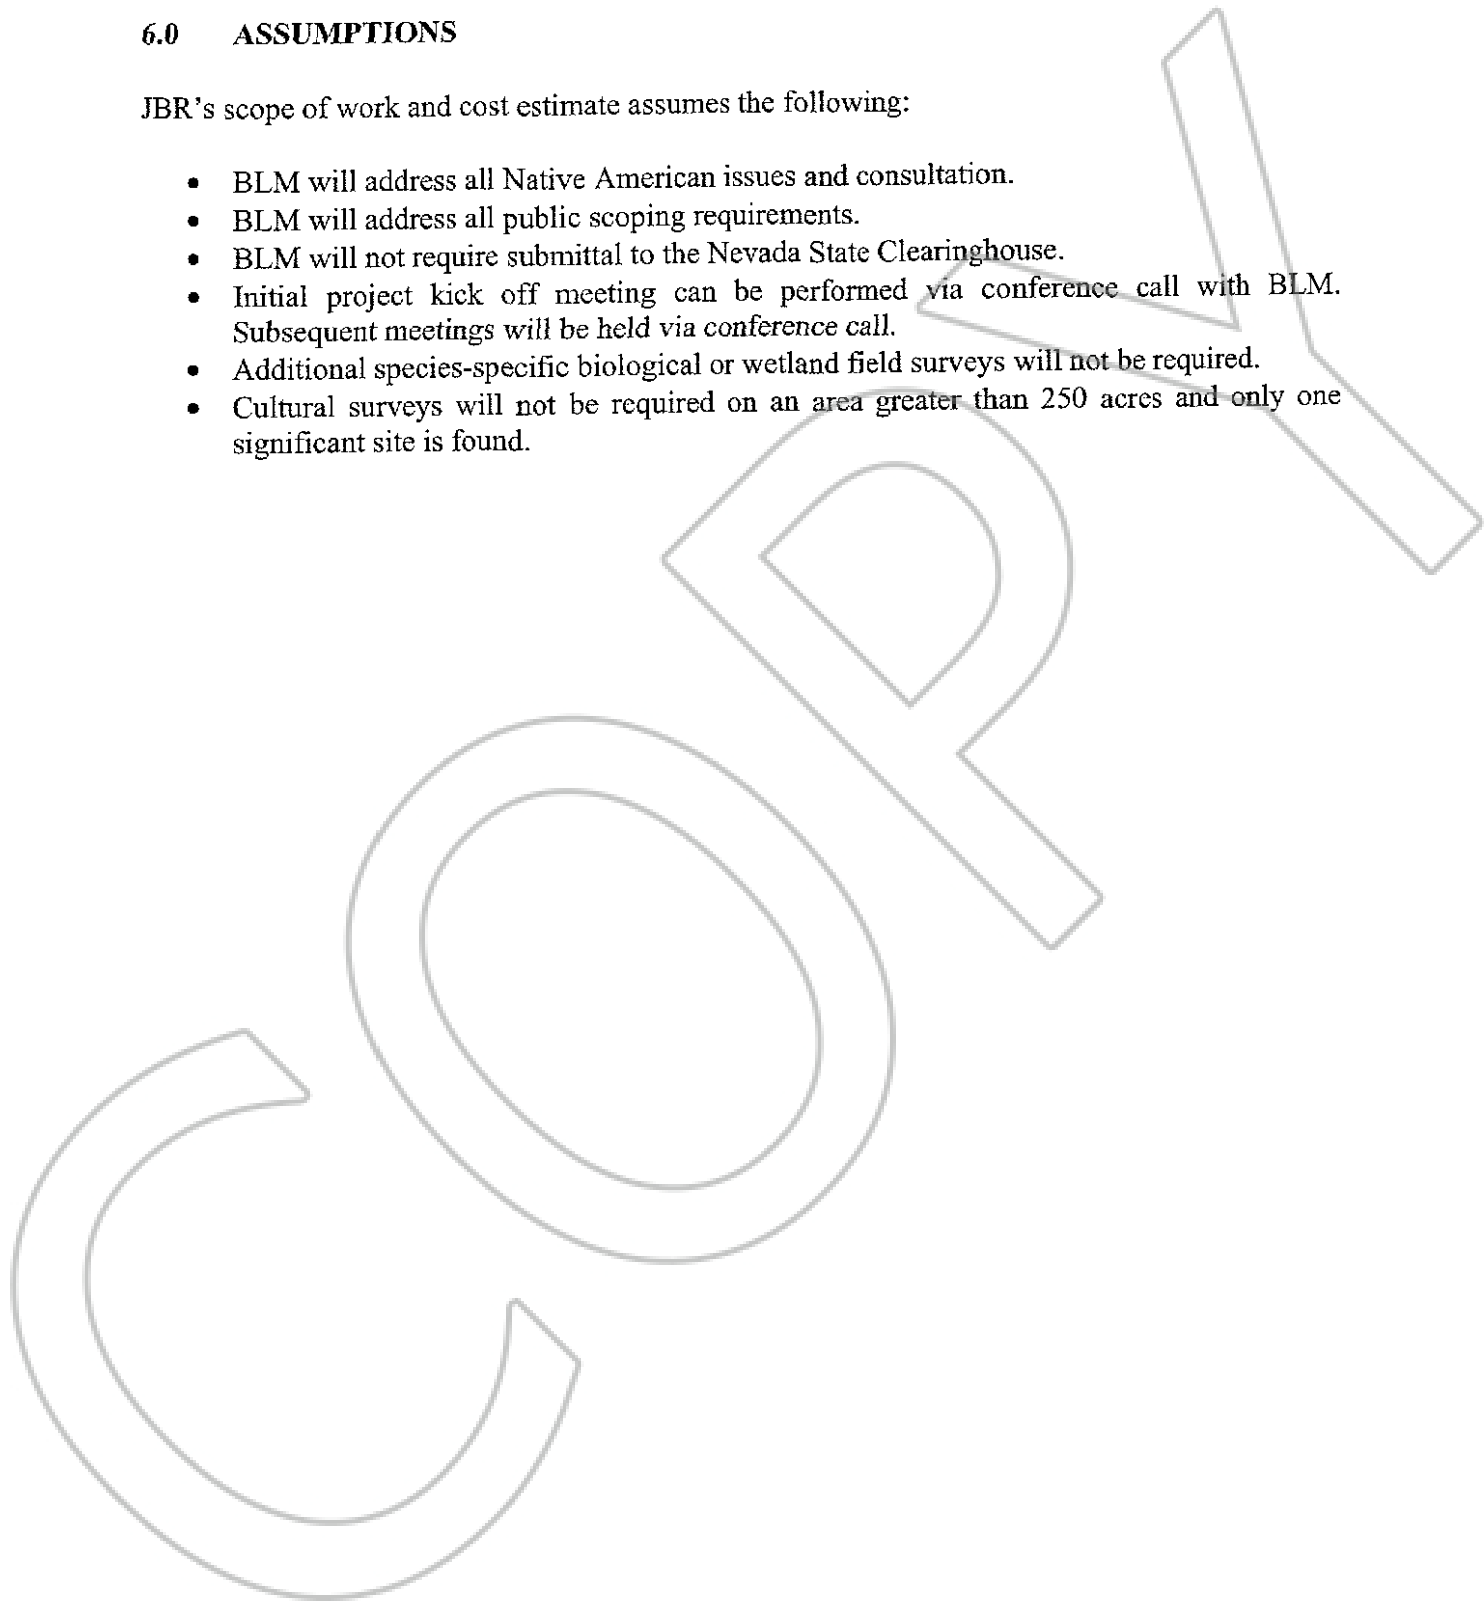 6.0 ASSUMPTIONS
JBR's scope of work and cost estimate assumes the following:
• BLM will address all Native American issues and consultation.
• BLM will address all public scoping requirements.
• BLM will not require submittal to the Nevada State Clearinghouse.
• Initial project kick off meeting can be performed via conference call with BLM.
Subsequent meetings will be held via conference call.
• Additional species-specific biological or wetland field surveys will not be required.
• Cultural surveys will not be required on an area greater than 250 acres and only one
significant site is found.
COPY